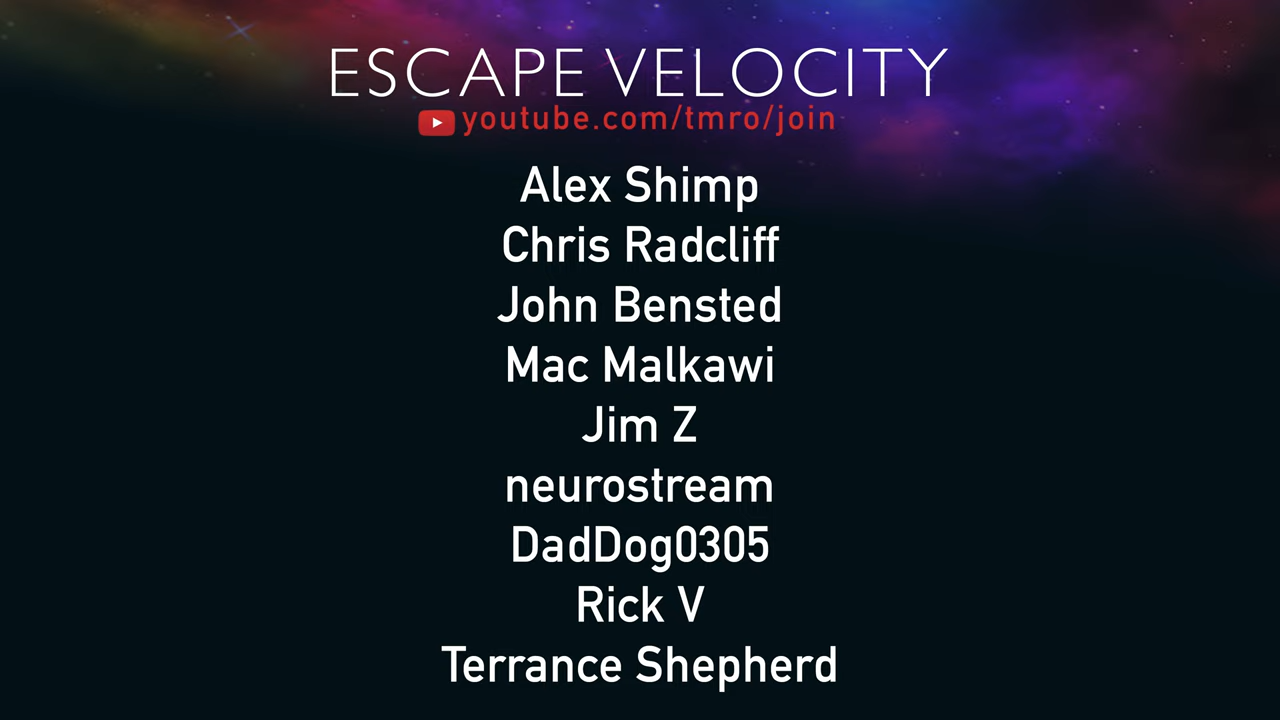 ESCAPE VELOCITY
youtube.com/tmro/join
Alex Shimp
Chris Radcliff
John Bensted
Mac Malkawi
Jim Z
neurostream
DadDog0305
Rick V
Terrance Shepherd